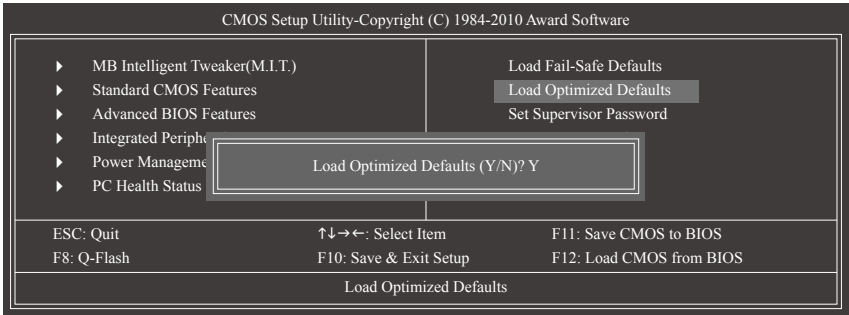 CMOS Setup Utility-Copyright (C) 1984-2010 Award Software
MB Intelligent Tweaker(M.I.T.)
Standard CMOS Features
Advanced BIOS Features
Integrated Periphe
Power Manageme
PC Health Status
Load Fail-Safe Defaults
Load Optimized Defaults
Set Supervisor Password
Load Optimized Defaults (Y/N)? Y
ESC: Quit
↑↓→←: Select Item
F11: Save CMOS to BIOS
F8: Q-Flash
F10: Save & Exit Setup
F12: Load CMOS from BIOS
Load Optimized Defaults